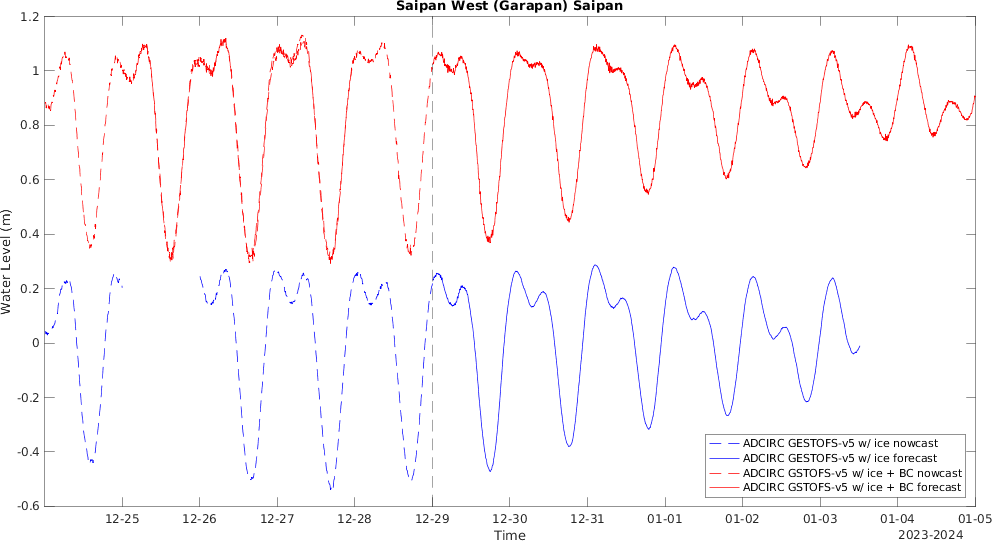 Saipan West (Garapan) Saipan
Water Level (m)
1.2
1
0.8
0.6
0.4
0.2
0
-0.2
-0.4
-0.6
ADCIRC GESTOFS-v5 w/ ice nowcast
ADCIRC GESTOFS-v5 w/ ice forecast
ADCIRC GSTOFS-v5 w/ ice + BC nowcast
ADCIRC GSTOFS-v5 w/ ice + BC forecast
12-25 12-26 12-27 12-28 12-29 12-30 12-31 01-01 01-02 01-03 01-04 01-05
Time
2023-2024